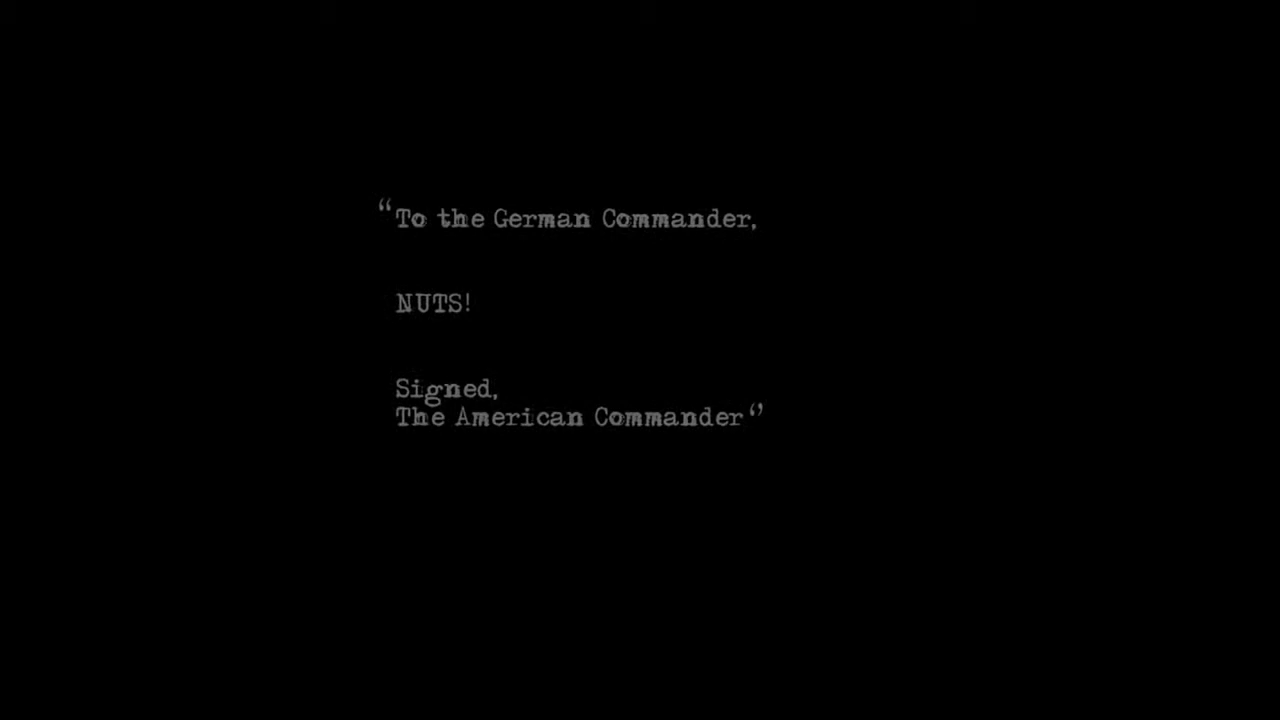 “To the German Commander,
NUTS!
Signed,
The American Commander”